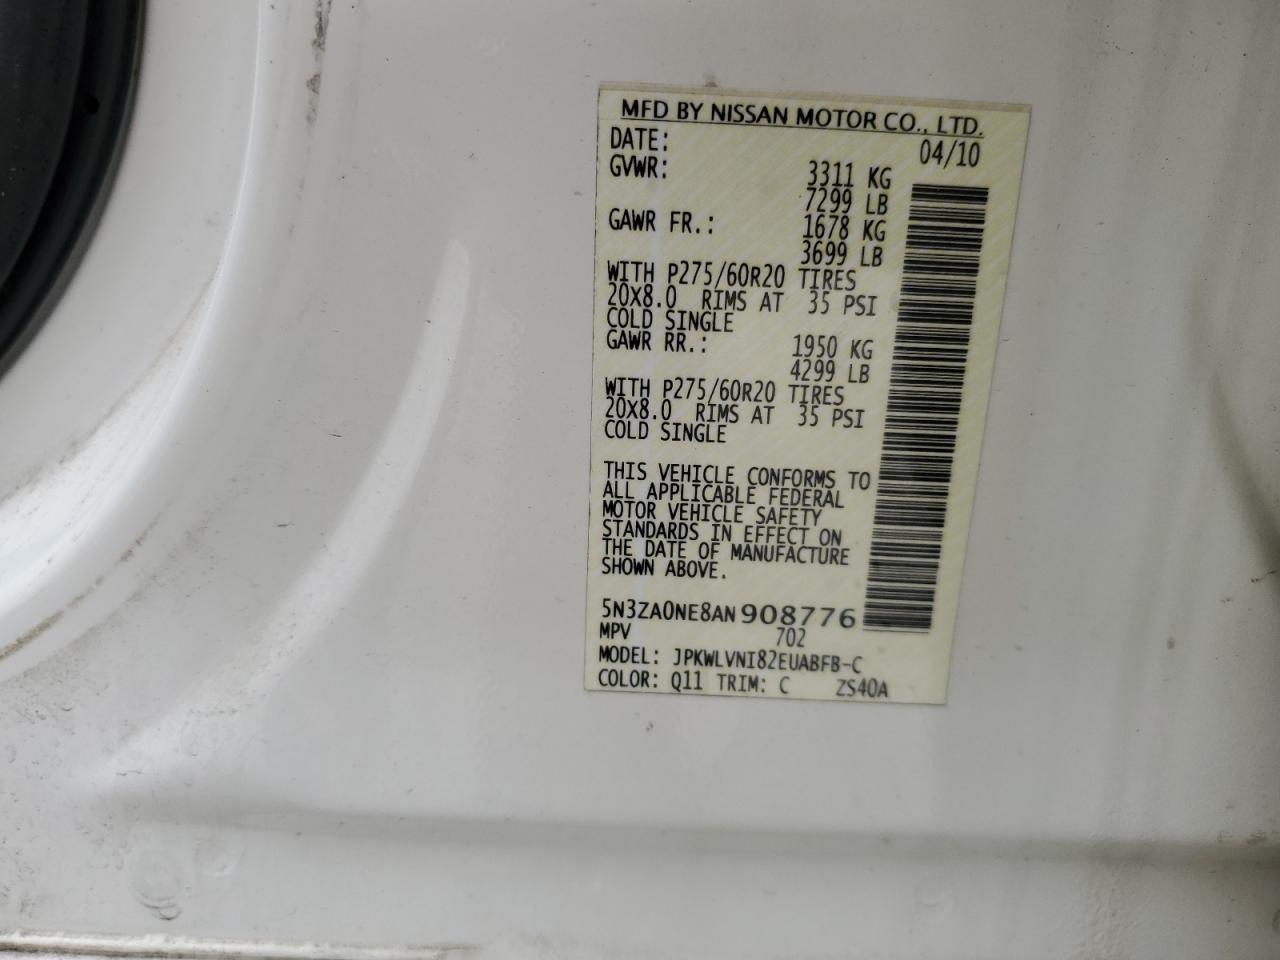 MFD BY NISSAN MOTOR CO., LTD.
DATE: 04/10
GVWR: 3311 KG
7299 LB
GAWR FR.: 1678 KG
3699 LB
WITH P275/60R20 TIRES
20X8.0 RIMS AT 35 PSI
COLD SINGLE
GAWR RR.: 1950 KG
4299 LB
WITH P275/60R20 TIRES
20X8.0 RIMS AT 35 PSI
COLD SINGLE
THIS VEHICLE CONFORMS TO
ALL APPLICABLE FEDERAL
MOTOR VEHICLE SAFETY
STANDARDS IN EFFECT ON
THE DATE OF MANUFACTURE
SHOWN ABOVE.
5N3ZA0NE8AN908776
MPV 702
MODEL: JPKWLVNI82EUABFB-C
COLOR: Q11 TRIM: C ZS40A